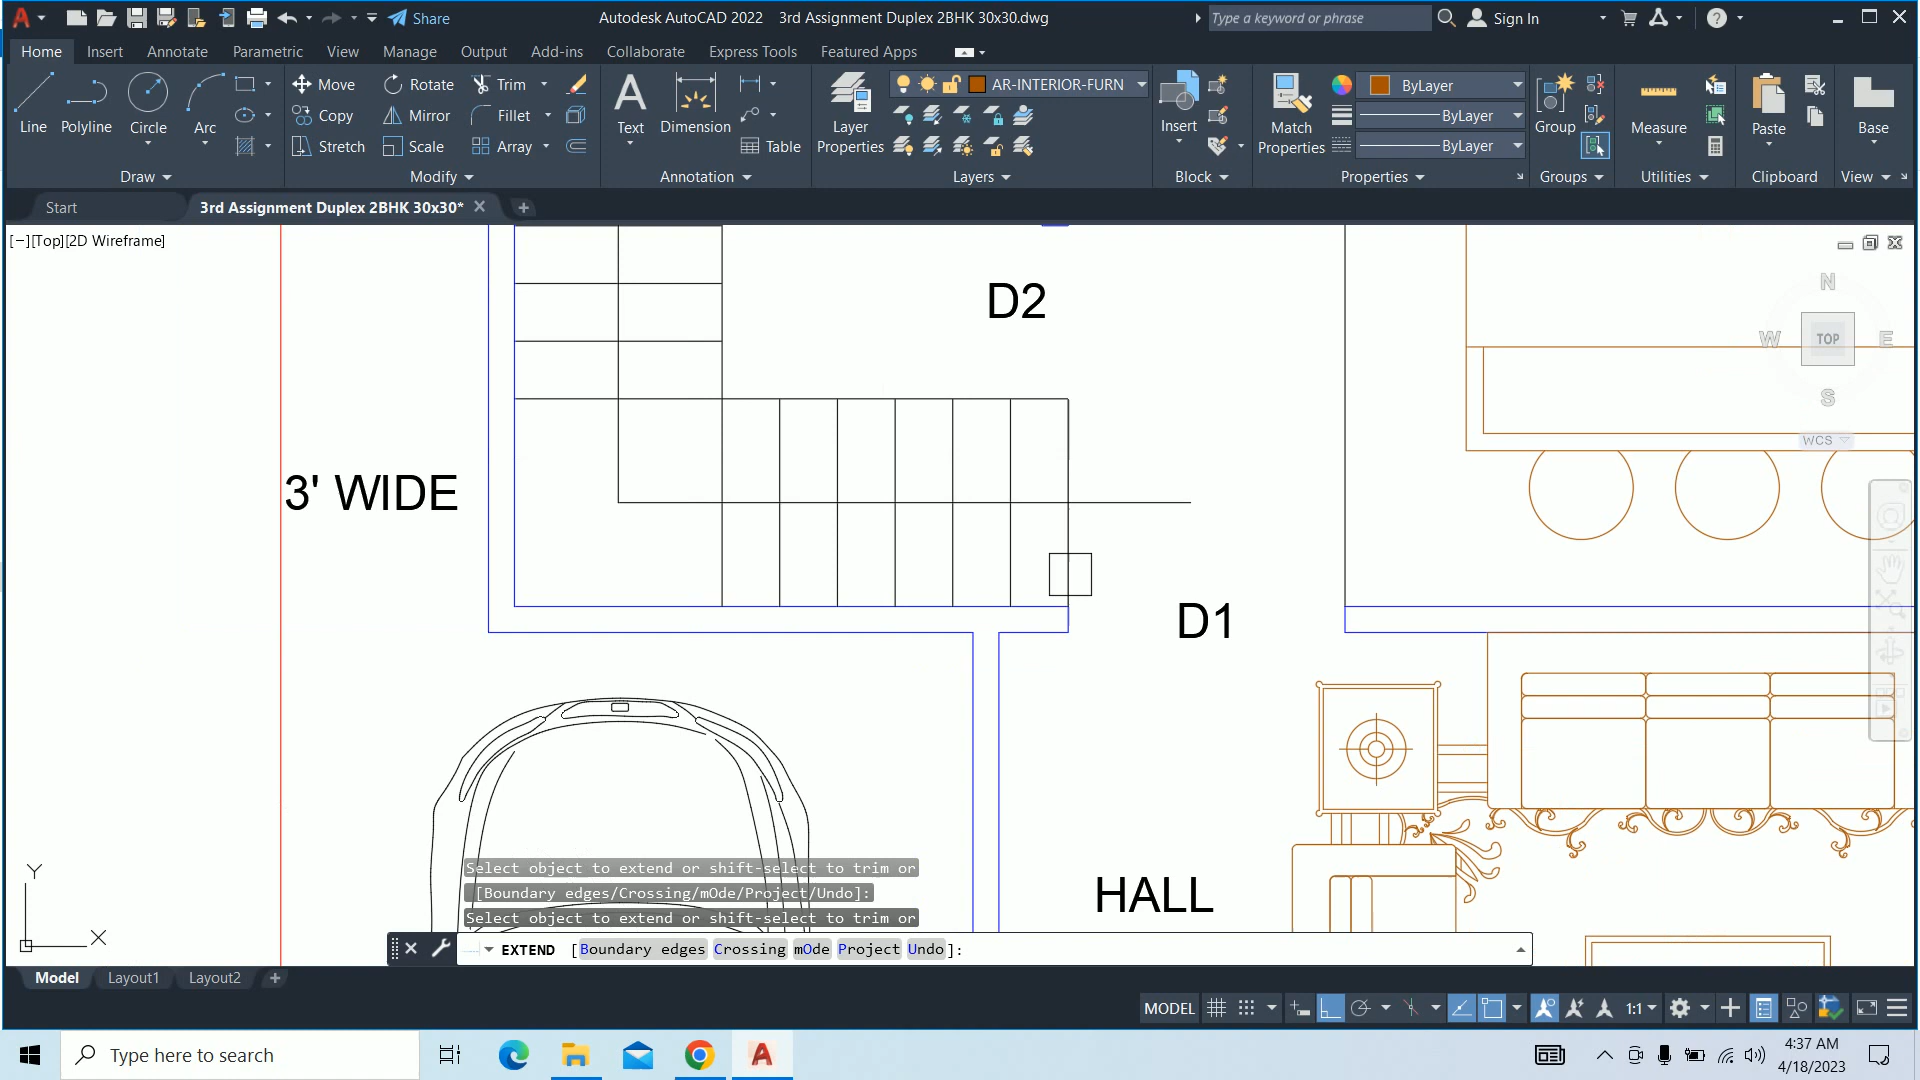 Share
Autodesk AutoCAD 2022 3rd Assignment Duplex 2BHK 30x30.dwg
Type a keyword or phrase
Sign In
Home Insert Annotate Parametric View Manage Output Add-ins Collaborate Express Tools Featured Apps
Line Polyline Circle Arc
Move Rotate Trim
Copy Mirror Fillet
Stretch Scale Array
Text Dimension Table
Layer Properties
AR-INTERIOR-FURN
Insert
Match Properties
ByLayer
ByLayer
ByLayer
Group Measure Paste Base
Draw Modify Annotation Layers Block Properties Groups Utilities Clipboard View
Start 3rd Assignment Duplex 2BHK 30x30*
[−][Top][2D Wireframe]
N
W TOP E
S
WCS
D2
3' WIDE
D1
HALL
Y
X
Select object to extend or shift-select to trim or
[Boundary edges/Crossing/mOde/Project/Undo]:
Select object to extend or shift-select to trim or
EXTEND [Boundary edges Crossing mOde Project Undo]:
Model Layout1 Layout2
MODEL 1:1
Type here to search
4:37 AM
4/18/2023